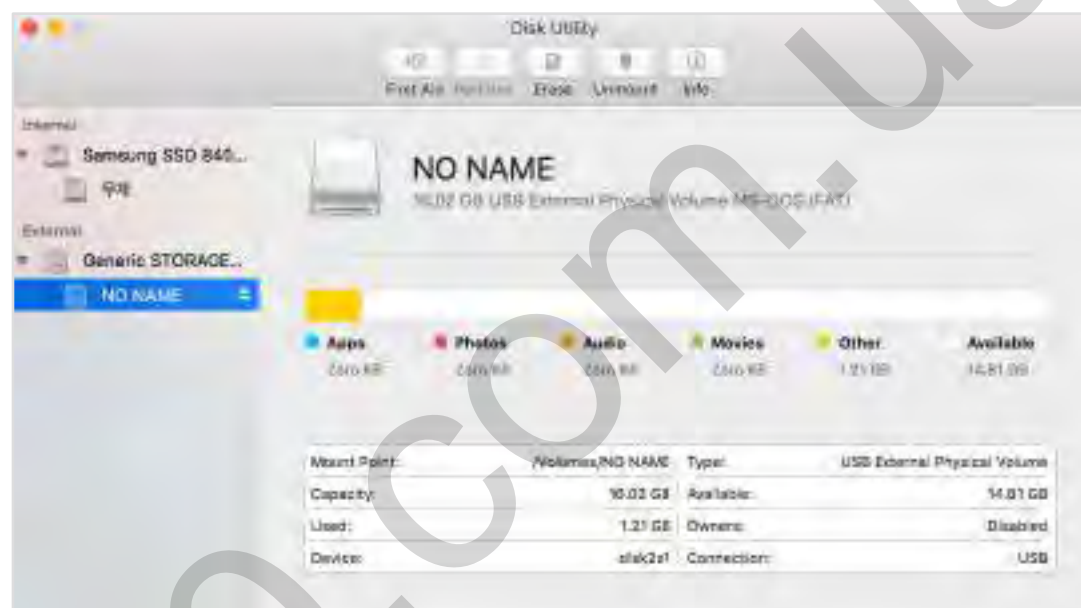 Disk Utility
First Aid Partition Erase Unmount Info
Internal
Samsung SSD 840...
무제
External
Generic STORAGE...
NO NAME
NO NAME
16.02 GB USB External Physical Volume MS-DOS (FAT)
Apps Photos Audio Movies Other Available
Zero KB Zero KB Zero KB Zero KB 1.21 GB 14.81 GB
Mount Point: /Volumes/NO NAME Type: USB External Physical Volume
Capacity: 16.02 GB Available: 14.81 GB
Used: 1.21 GB Owners: Disabled
Device: disk2s1 Connection: USB